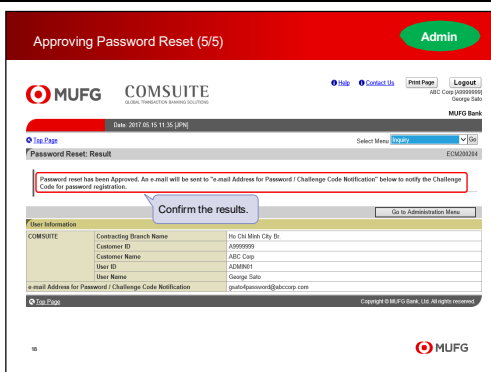 Approving Password Reset (5/5)
Admin
MUFG
COMSUITE
GLOBAL TRANSACTION BANKING SOLUTIONS
Help
Contact Us
Print Page
Logout
ABC Corp [A9999999]
George Sato
MUFG Bank
Date: 2017.05.15 11:35 [JPN]
Top Page
Select Menu Inquiry Go
Password Reset: Result
ECM200204
Password reset has been Approved. An e-mail will be sent to "e-mail Address for Password / Challenge Code Notification" below to notify the Challenge
Code for password registration.
Confirm the results.
Go to Administration Menu
User Information
COMSUITE Contracting Branch Name Ho Chi Minh City Br.
Customer ID A9999999
Customer Name ABC Corp
User ID ADMIN01
User Name George Sato
e-mail Address for Password / Challenge Code Notification gsato4password@abccorp.com
Top Page
Copyright © MUFG Bank, Ltd. All rights reserved.
18
MUFG